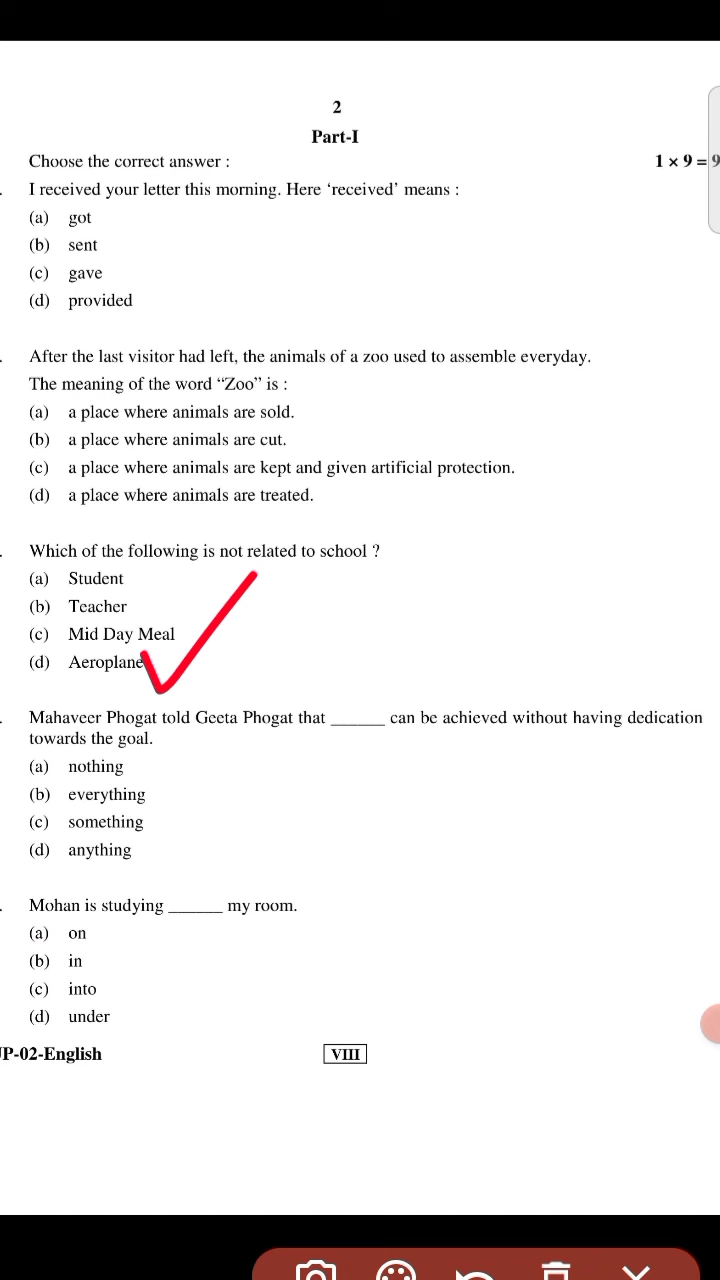 2
Part-I
Choose the correct answer : 1 × 9 = 9
I received your letter this morning. Here ‘received’ means :
(a) got
(b) sent
(c) gave
(d) provided
After the last visitor had left, the animals of a zoo used to assemble everyday.
The meaning of the word “Zoo” is :
(a) a place where animals are sold.
(b) a place where animals are cut.
(c) a place where animals are kept and given artificial protection.
(d) a place where animals are treated.
Which of the following is not related to school ?
(a) Student
(b) Teacher
(c) Mid Day Meal
(d) Aeroplane
Mahaveer Phogat told Geeta Phogat that ______ can be achieved without having dedication
towards the goal.
(a) nothing
(b) everything
(c) something
(d) anything
Mohan is studying ______ my room.
(a) on
(b) in
(c) into
(d) under
P-02-English VIII